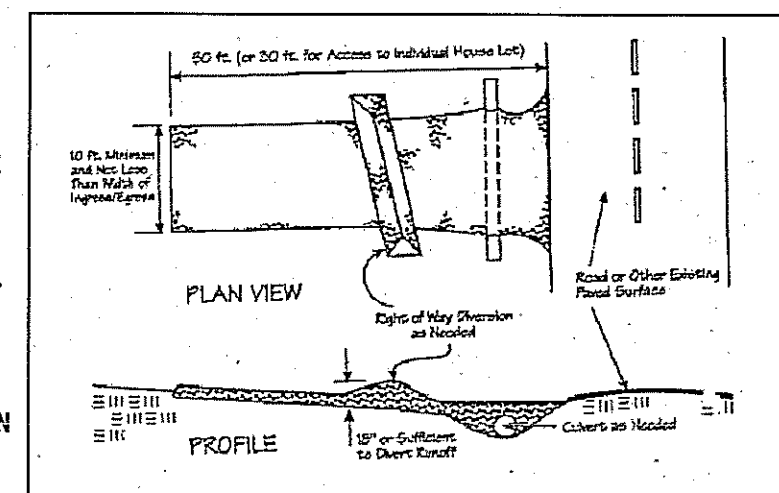 50 ft. (or 30 ft. for Access to Individual House Lot)
10 Ft. Minimum
and Not Less
Than Width of
Ingress/Egress
PLAN VIEW
Road or Other Existing
Paved Surface
Right of Way Diversion
as Needed
N
PROFILE
18" or Sufficient
to Divert Runoff
Culvert as Needed